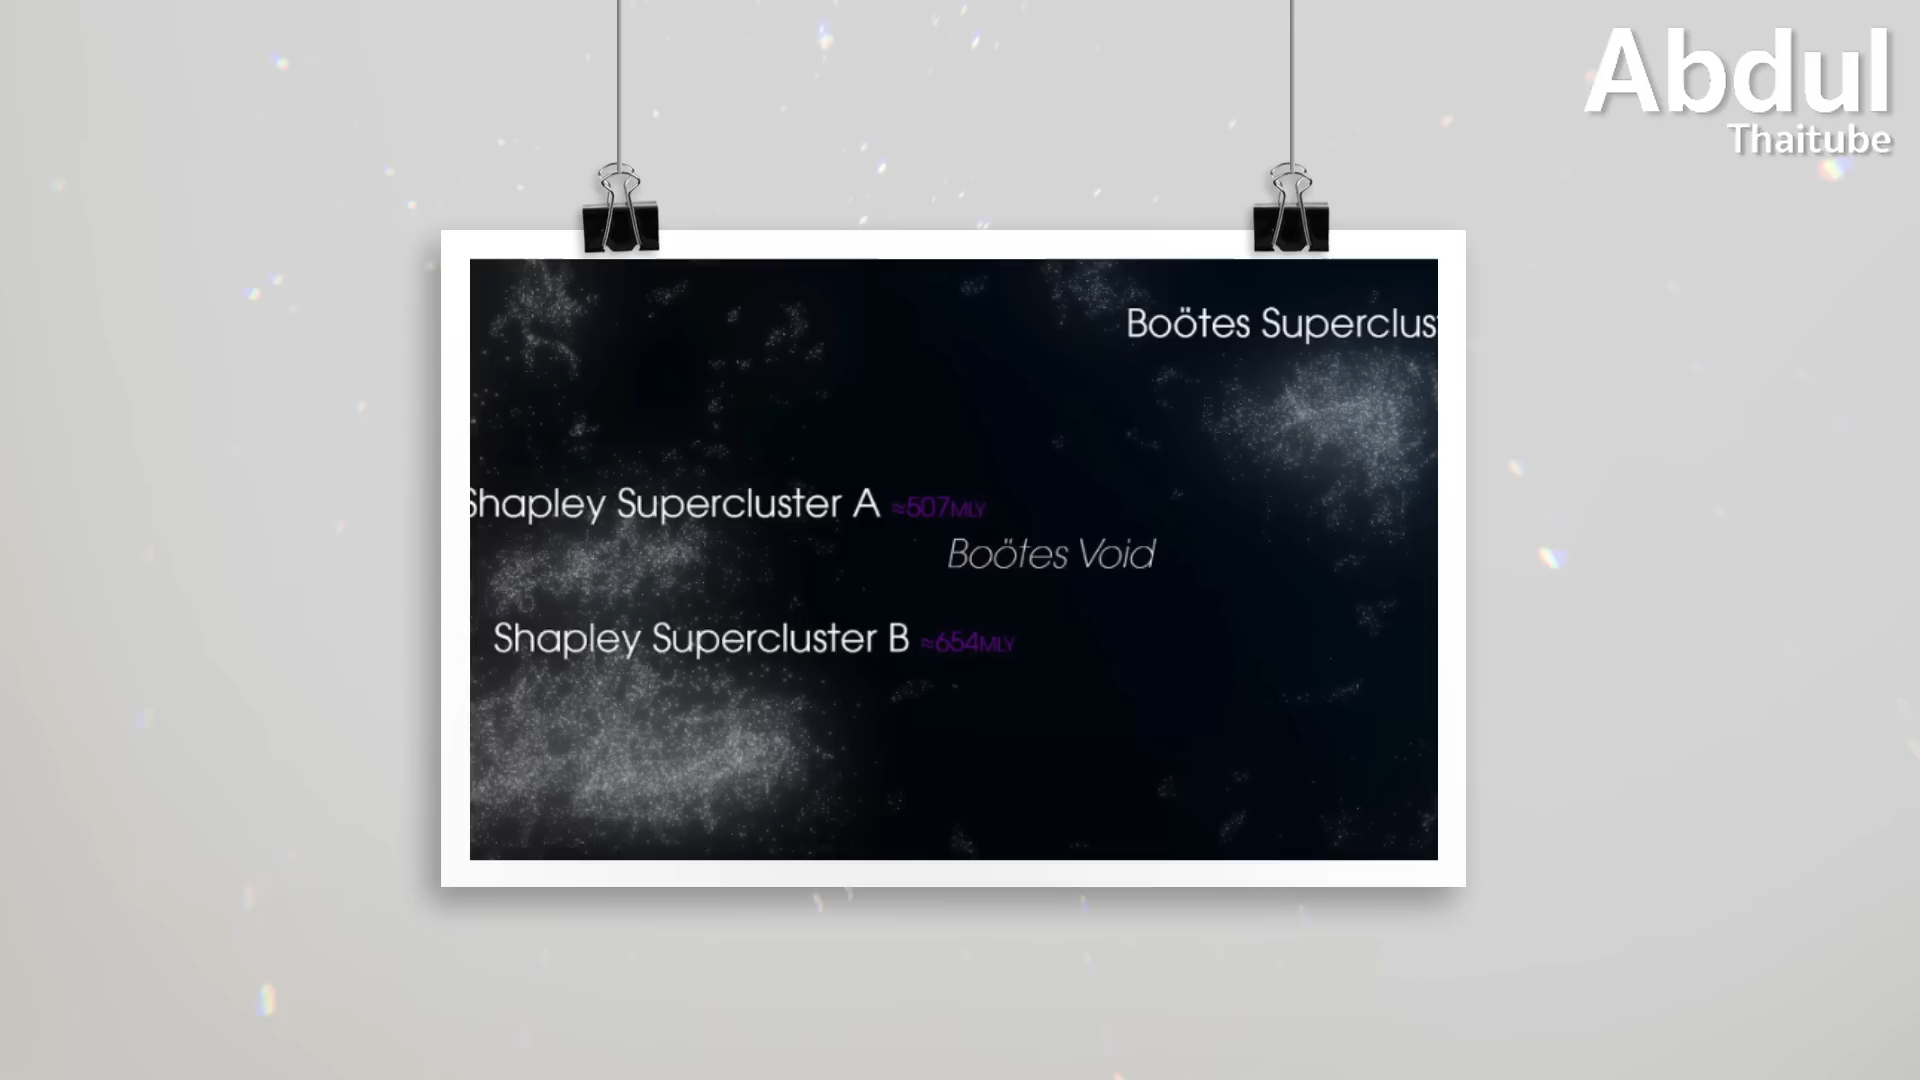 Abdul
Thaitube
Boötes Superclus
Shapley Supercluster A ≈507MLY
Boötes Void
Shapley Supercluster B ≈654MLY